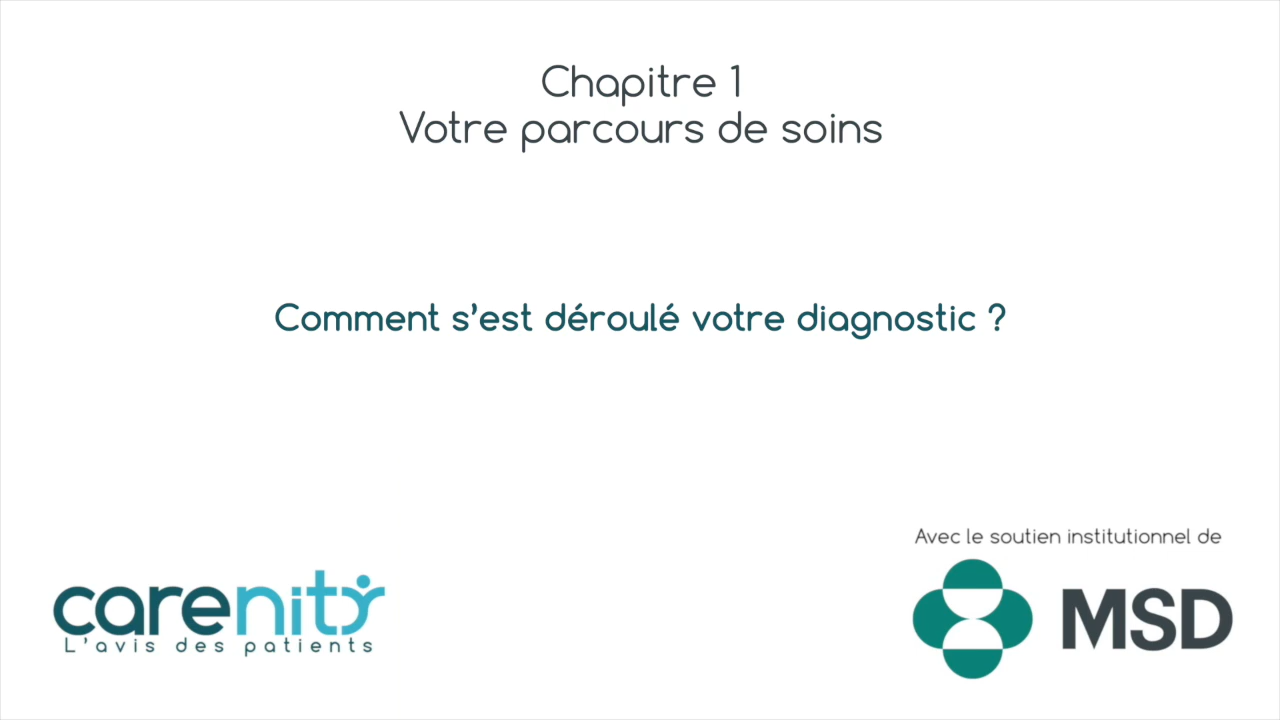 Chapitre 1
Votre parcours de soins
Comment s'est déroulé votre diagnostic ?
Avec le soutien institutionnel de
carenity
L'avis des patients
MSD